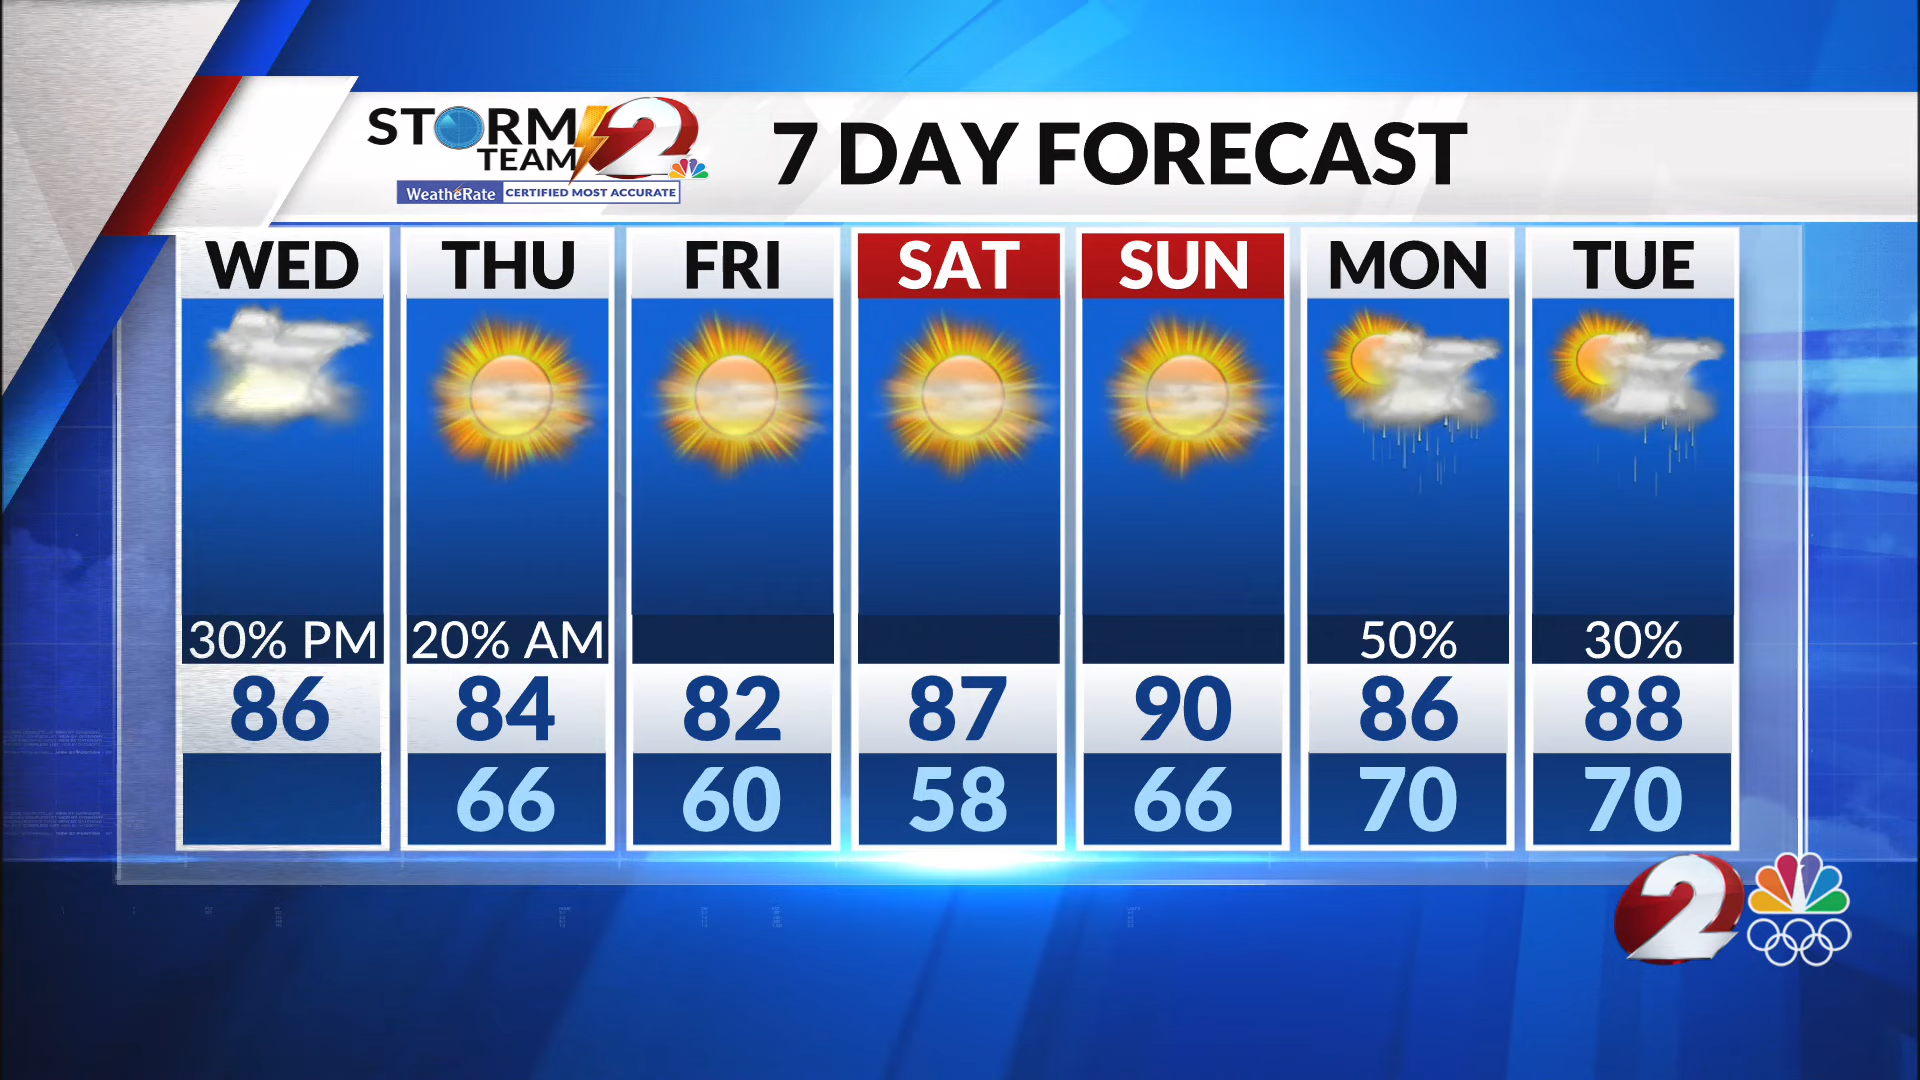 STORM
TEAM 2
WeatheRate CERTIFIED MOST ACCURATE
7 DAY FORECAST
WED THU FRI SAT SUN MON TUE
30% PM 20% AM 50% 30%
86 84 82 87 90 86 88
66 60 58 66 70 70
2